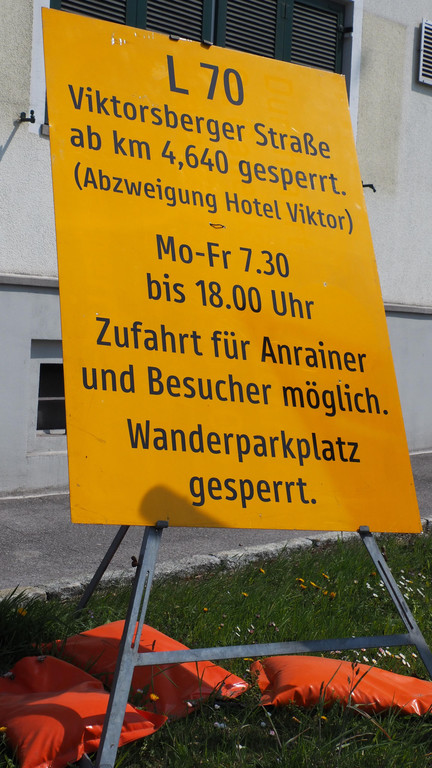 L 70
Viktorsberger Straße
ab km 4,640 gesperrt.
(Abzweigung Hotel Viktor)
Mo-Fr 7.30
bis 18.00 Uhr
Zufahrt für Anrainer
und Besucher möglich.
Wanderparkplatz
gesperrt.